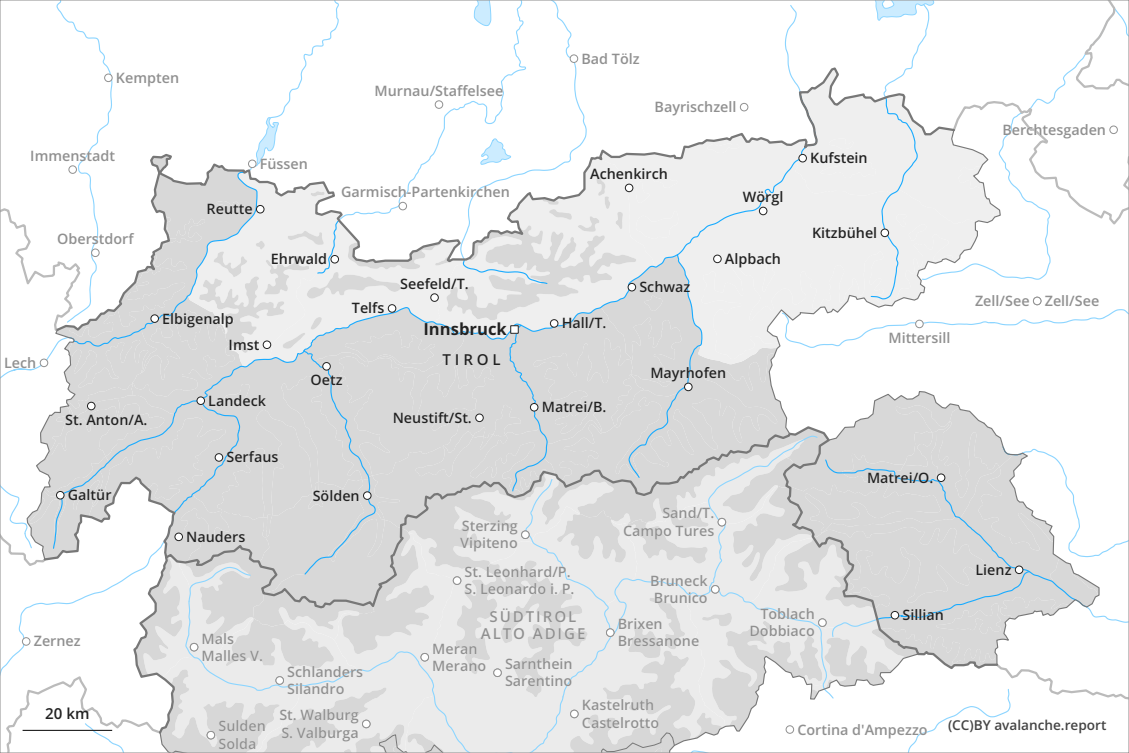 Kempten
Bad Tölz
Murnau/Staffelsee
Bayrischzell
Berchtesgaden
Immenstadt
Füssen
Kufstein
Achenkirch
Garmisch-Partenkirchen
Wörgl
Reutte
Kitzbühel
Oberstdorf
Ehrwald
Alpbach
Seefeld/T.
Schwaz
Zell/See
Zell/See
Telfs
Elbigenalp
Innsbruck
Hall/T.
Mittersill
Imst
TIROL
Lech
Oetz
Mayrhofen
Landeck
Matrei/B.
St. Anton/A.
Neustift/St.
Serfaus
Matrei/O.
Galtür
Sölden
Sand/T.
Campo Tures
Sterzing
Vipiteno
Nauders
Lienz
St. Leonhard/P.
S. Leonardo i. P.
Bruneck
Brunico
SÜDTIROL
ALTO ADIGE
Toblach
Dobbiaco
Sillian
Brixen
Bressanone
Zernez
Mals
Malles V.
Meran
Merano
Sarnthein
Sarentino
Schlanders
Silandro
Kastelruth
Castelrotto
20 km
St. Walburg
S. Valburga
Sulden
Solda
Cortina d'Ampezzo
(CC)BY avalanche.report